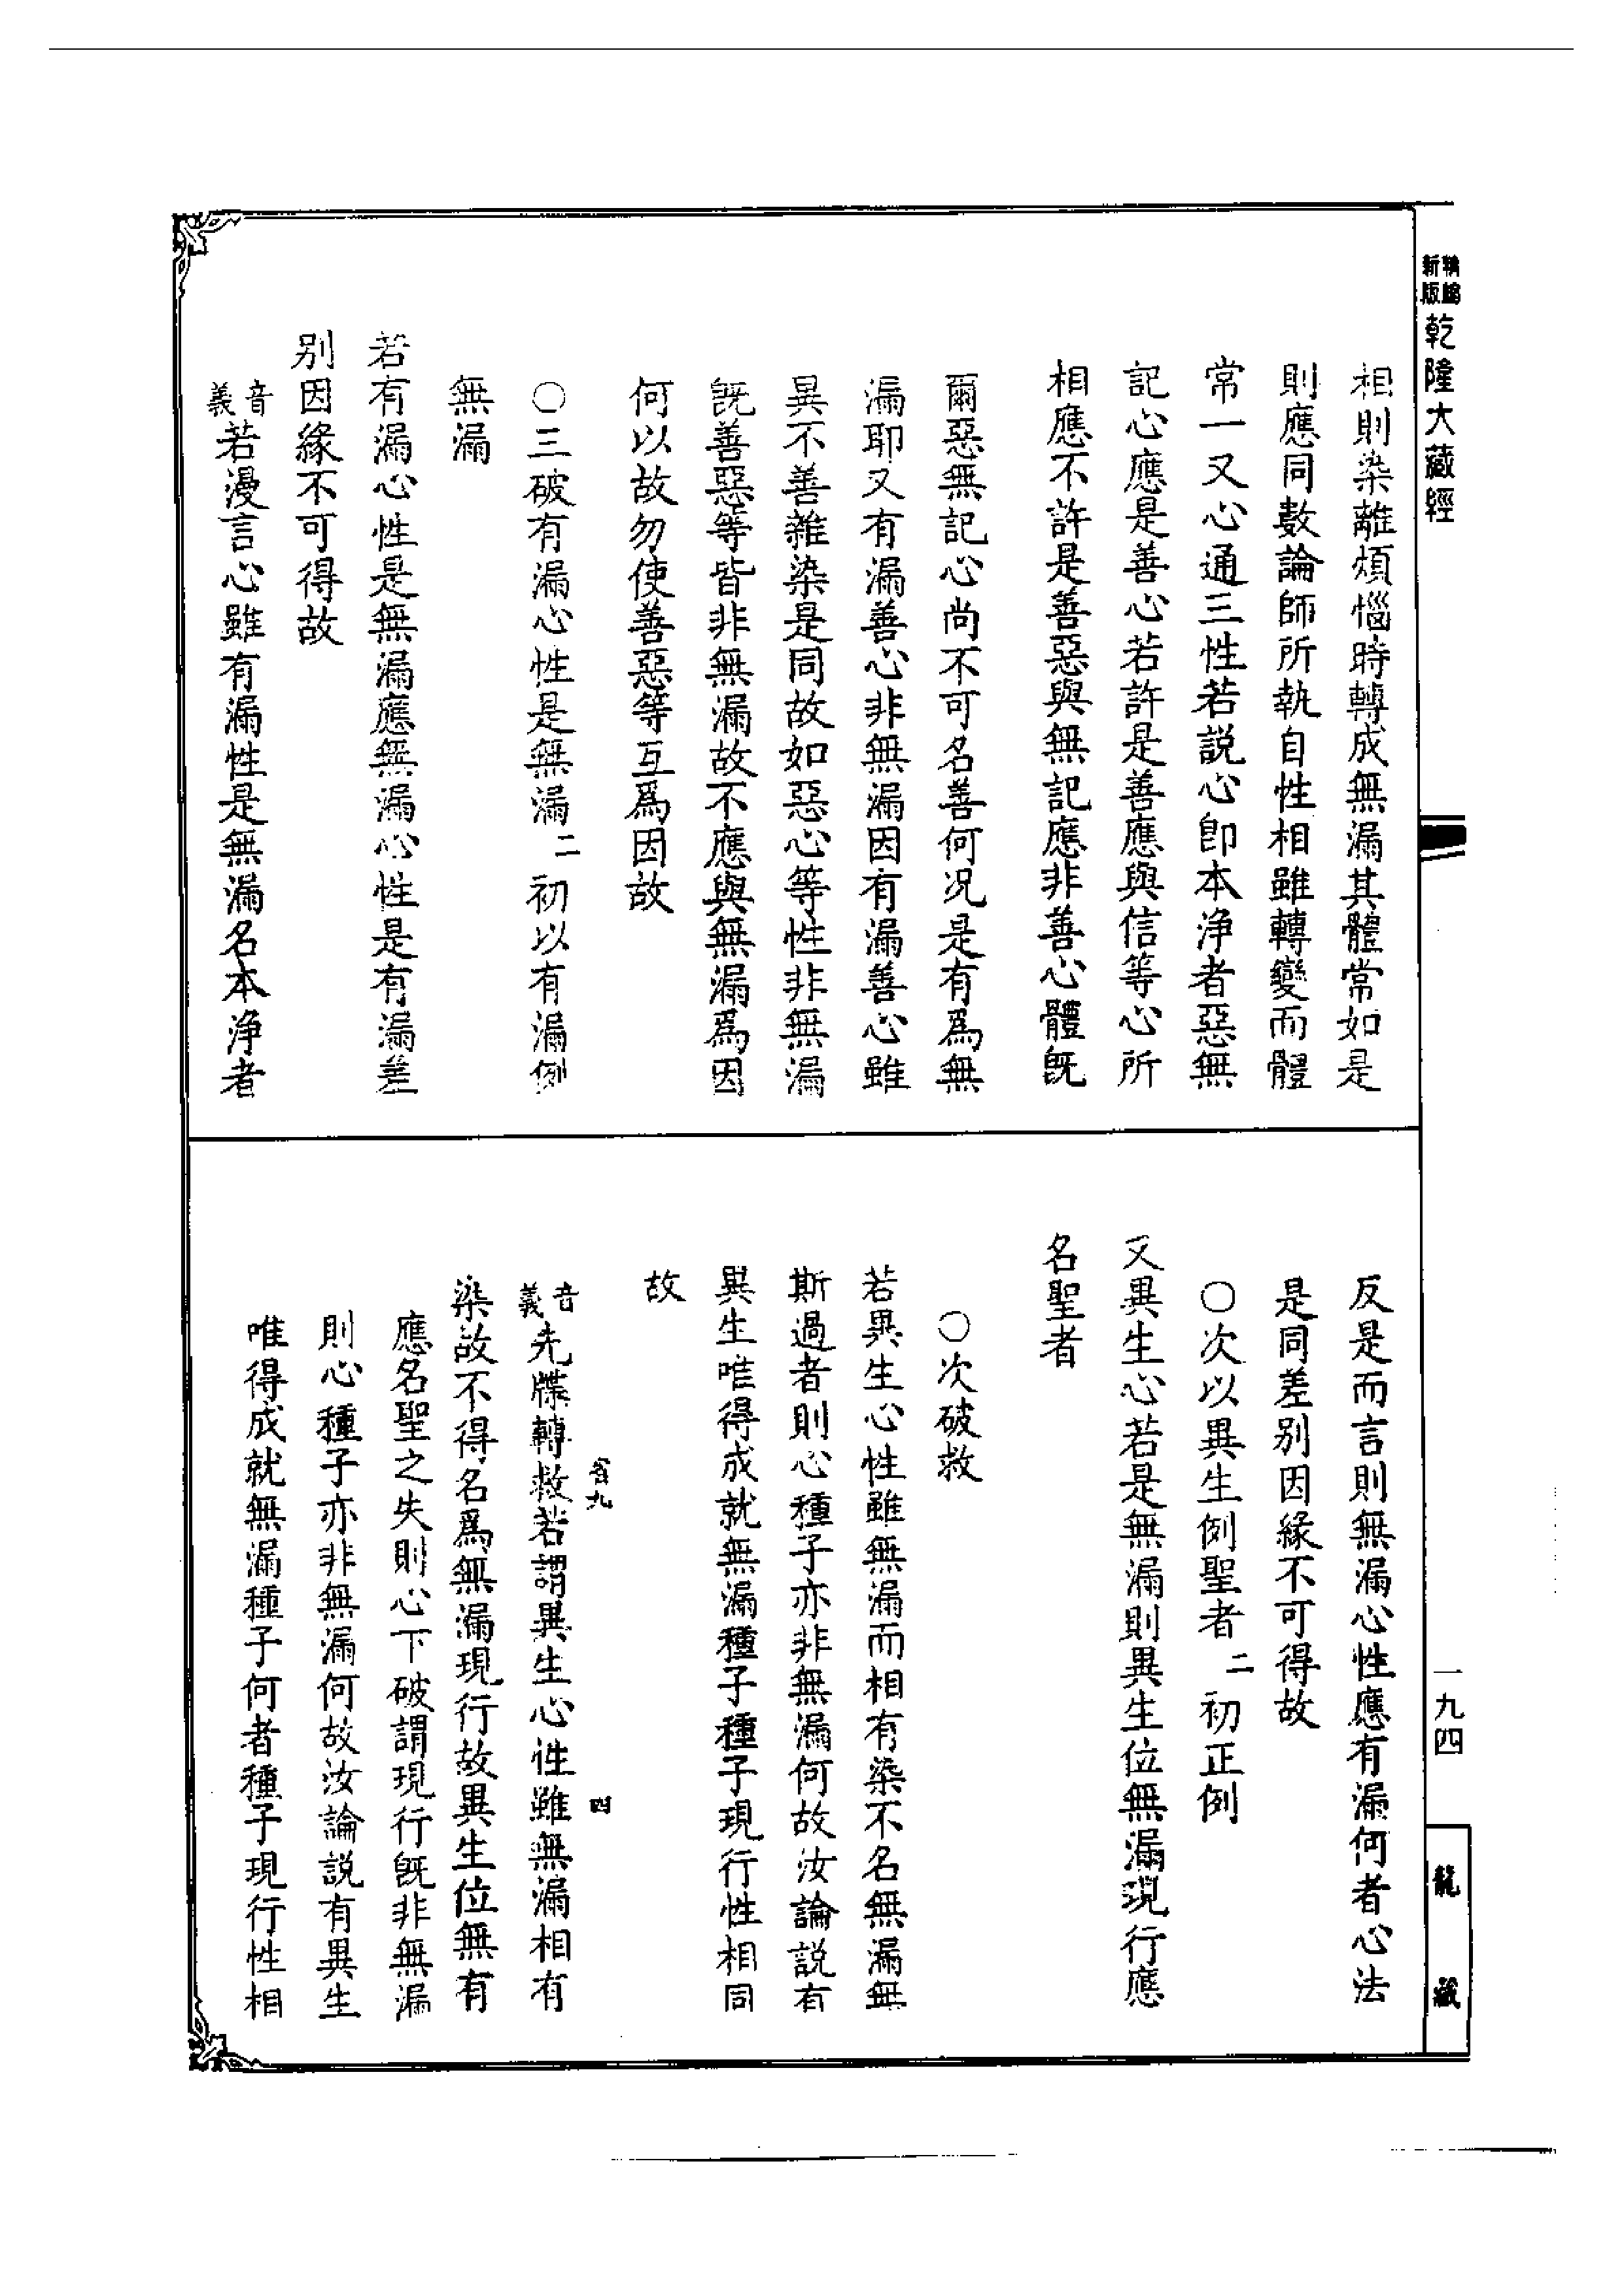 新版
乾隆大藏經
相則染離煩惱時轉成無漏其體常如是
則應同數論師所執自性相雖轉變而體
常一又心通三性若説心卽本淨者惡無
記心應是善心若許是善應與信等心所
相應不許是善惡與無記應非善心體旣
爾惡無記心尚不可名善何况是有爲無
漏耶又有漏善心非無漏因有漏善心雖
異不善雜染是同故如惡心等性非無漏
旣善惡等皆非無漏故不應與無漏爲因
何以故勿使善惡等互爲因故
○三破有漏心性是無漏二初以有漏例
無漏
若有漏心性是無漏應無漏心性是有漏差
别因緣不可得故
音義若漫言心雖有漏性是無漏名本淨者
反是而言則無漏心性應有漏何者心法
是同差别因緣不可得故
○次以異生例聖者二初正例
又異生心若是無漏則異生位無漏現行應
名聖者
○次破救
若異生心性雖無漏而相有染不名無漏無
斯過者則心種子亦非無漏何故汝論説有
異生唯得成就無漏種子種子現行性相同
故
省九 四
音義先牒轉救若謂異生心性雖無漏相有
染故不得名爲無漏現行故異生位無有
應名聖之失則心下破謂現行旣非無漏
則心種子亦非無漏何故汝論説有異生
唯得成就無漏種子何者種子現行性相
一九四
龍藏